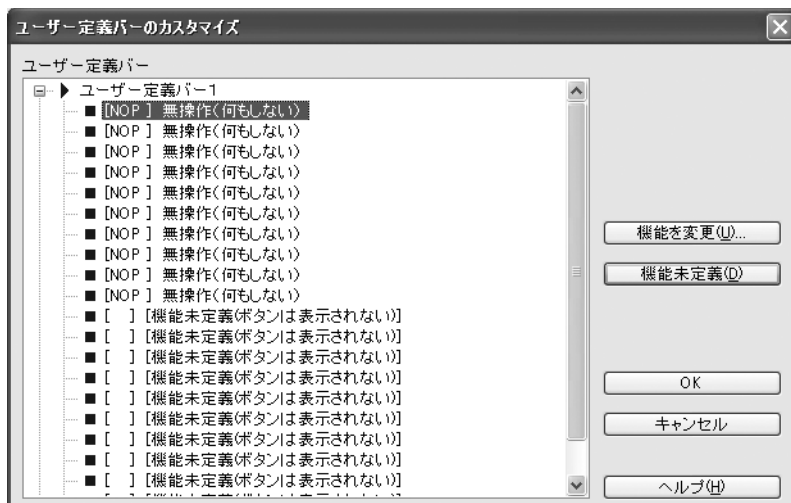 ユーザー定義バーのカスタマイズ
ユーザー定義バー
ユーザー定義バー1
[NOP ] 無操作(何もしない)
[NOP ] 無操作(何もしない)
[NOP ] 無操作(何もしない)
[NOP ] 無操作(何もしない)
[NOP ] 無操作(何もしない)
[NOP ] 無操作(何もしない)
[NOP ] 無操作(何もしない)
[NOP ] 無操作(何もしない)
[NOP ] 無操作(何もしない)
[NOP ] 無操作(何もしない)
[ ] [機能未定義(ボタンは表示されない)]
[ ] [機能未定義(ボタンは表示されない)]
[ ] [機能未定義(ボタンは表示されない)]
[ ] [機能未定義(ボタンは表示されない)]
[ ] [機能未定義(ボタンは表示されない)]
[ ] [機能未定義(ボタンは表示されない)]
[ ] [機能未定義(ボタンは表示されない)]
[ ] [機能未定義(ボタンは表示されない)]
[ ] [機能未定義(ボタンは表示されない)]
機能を変更(U)...
機能未定義(D)
OK
キャンセル
ヘルプ(H)